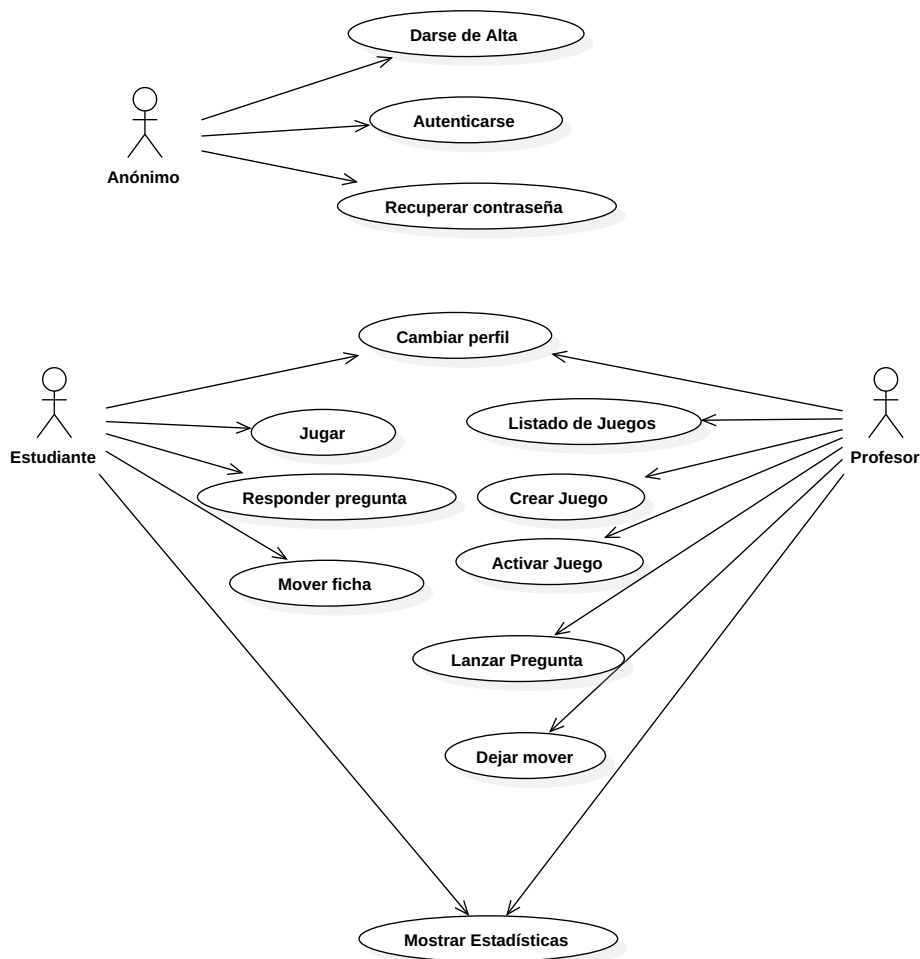 Darse de Alta
Autenticarse
Anónimo
Recuperar contraseña
Cambiar perfil
Listado de Juegos
Jugar
Estudiante
Profesor
Responder pregunta
Crear Juego
Activar Juego
Mover ficha
Lanzar Pregunta
Dejar mover
Mostrar Estadísticas